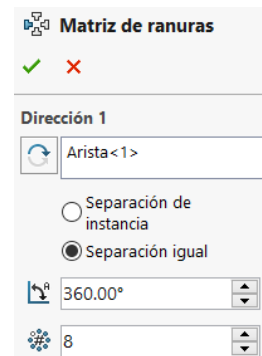 Matriz de ranuras
Dirección 1
Arista<1>
Separación de
instancia
Separación igual
360.00°
8